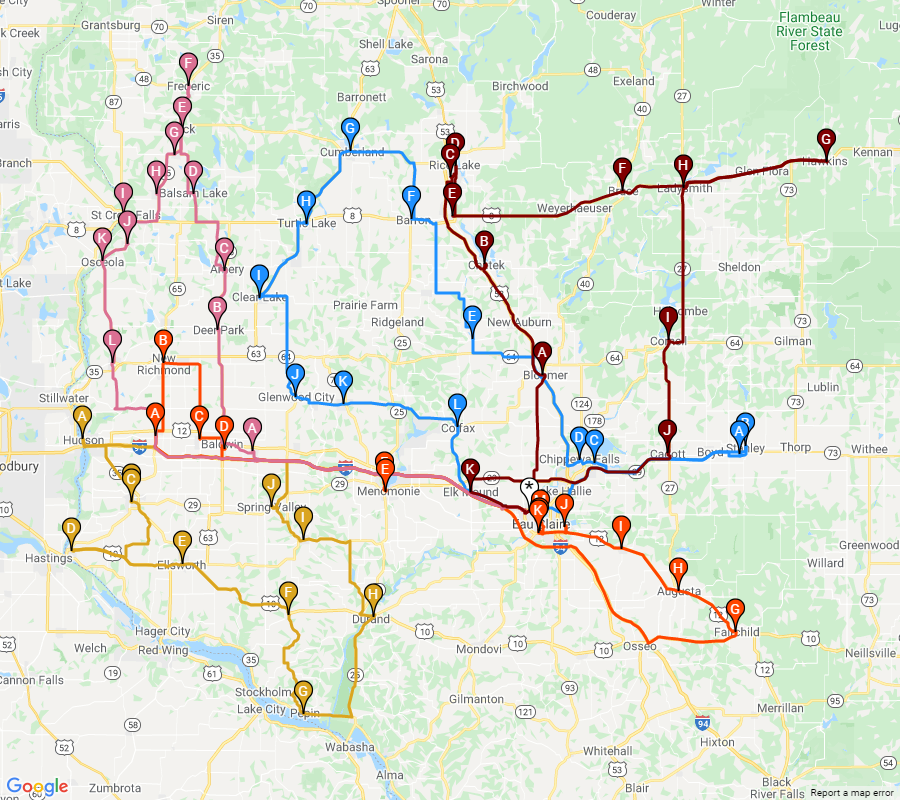 Grantsburg
Siren
Spooner
Couderay
Winter
Flambeau
River State
Forest
Shell Lake
Sarona
Exeland
Birchwood
Frederic
Barronett
Cumberland
Rice Lake
Kennan
Hawkins
Glen Flora
Ladysmith
Bruce
Weyerhaeuser
Balsam Lake
St Croix Falls
Turtle Lake
Barron
Osceola
Amery
Chetek
Sheldon
Clear Lake
Prairie Farm
Ridgeland
New Auburn
Holcombe
Cornell
Gilman
Deer Park
New
Richmond
Bloomer
Withee
Lublin
Stillwater
Glenwood City
Colfax
Hudson
Baldwin
Chippewa Falls
Cadott
Boyd
Stanley
Thorp
Menomonie
Elk Mound
Lake Hallie
Eau Claire
Spring Valley
Hastings
Ellsworth
Greenwood
Willard
Augusta
Durand
Fairchild
Hager City
Red Wing
Welch
Mondovi
Osseo
Neillsville
Cannon Falls
Stockholm
Lake City
Pepin
Gilmanton
Merrillan
Hixton
Wabasha
Alma
Whitehall
Zumbrota
Black
River Falls
Google
Report a map error